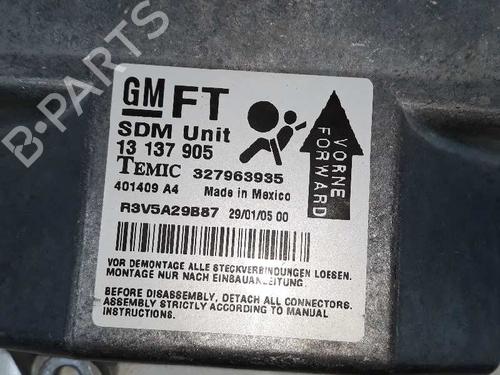 GM FT
SDM Unit
13 137 905
TEMIC 327963935
401409 A4 Made in Mexico
R3V5A29B87 29/01/05 00
VORNE
FORWARD
VOR DEMONTAGE ALLE STECKVERBINDUNGEN LOESEN.
MONTAGE NUR NACH EINBAUANLEITUNG.
BEFORE DISASSEMBLY, DETACH ALL CONNECTORS.
ASSEMBLY STRICTLY ACCORDING TO MANUAL
INSTRUCTIONS.
B-PARTS